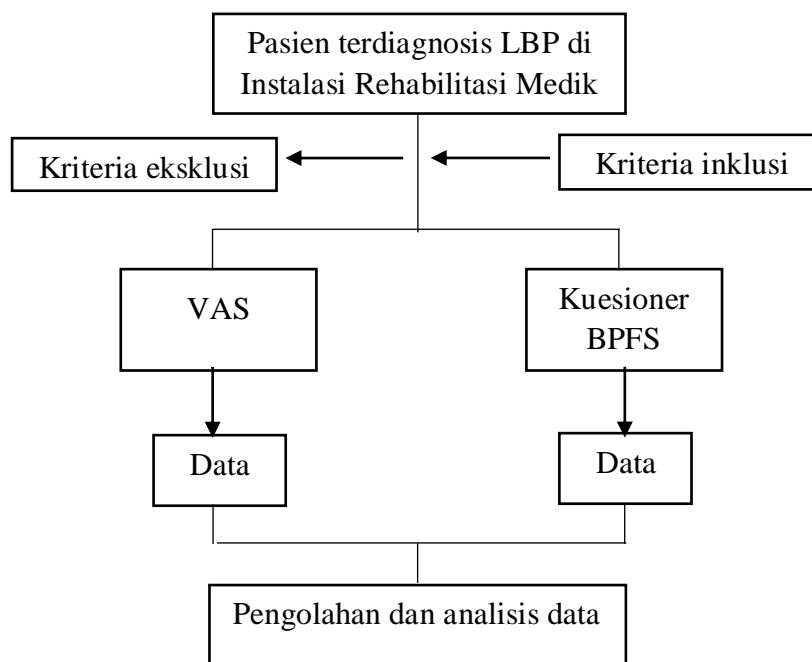 Pasien terdiagnosis LBP di
Instalasi Rehabilitasi Medik
Kriteria eksklusi
Kriteria inklusi
VAS
Kuesioner
BPFS
Data
Data
Pengolahan dan analisis data